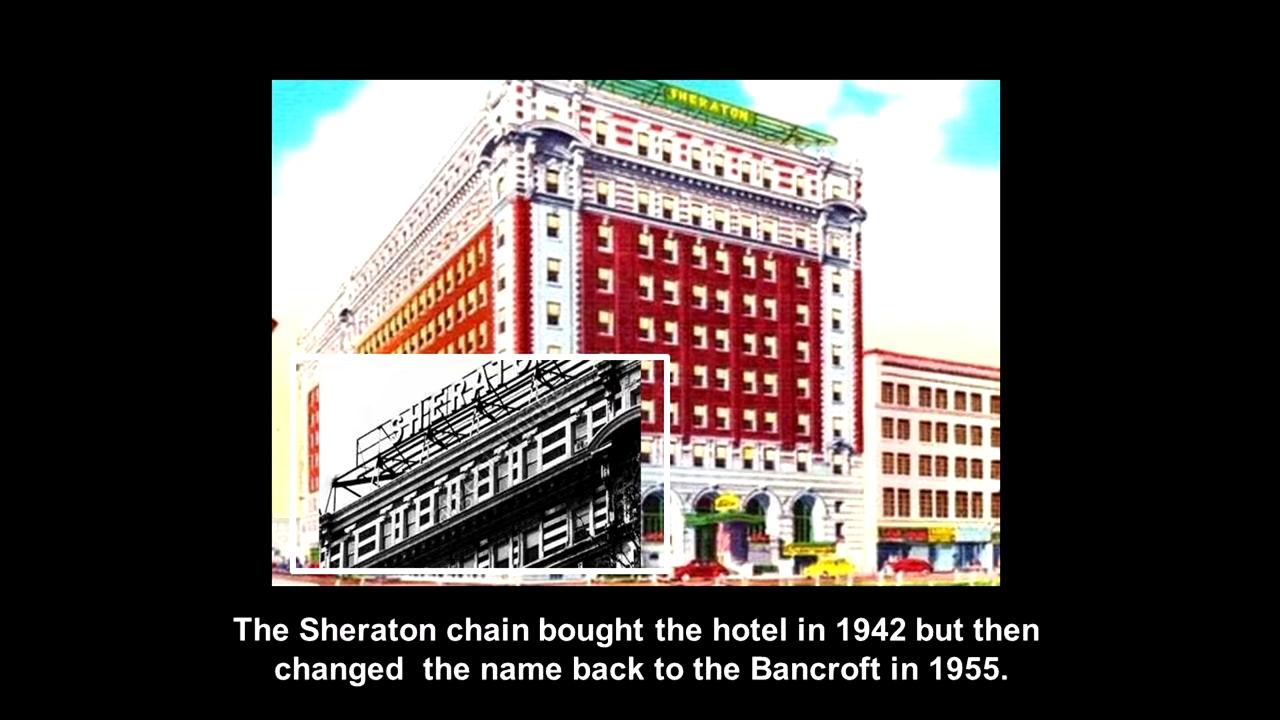 SHERATON
SHERATO
The Sheraton chain bought the hotel in 1942 but then
changed  the name back to the Bancroft in 1955.